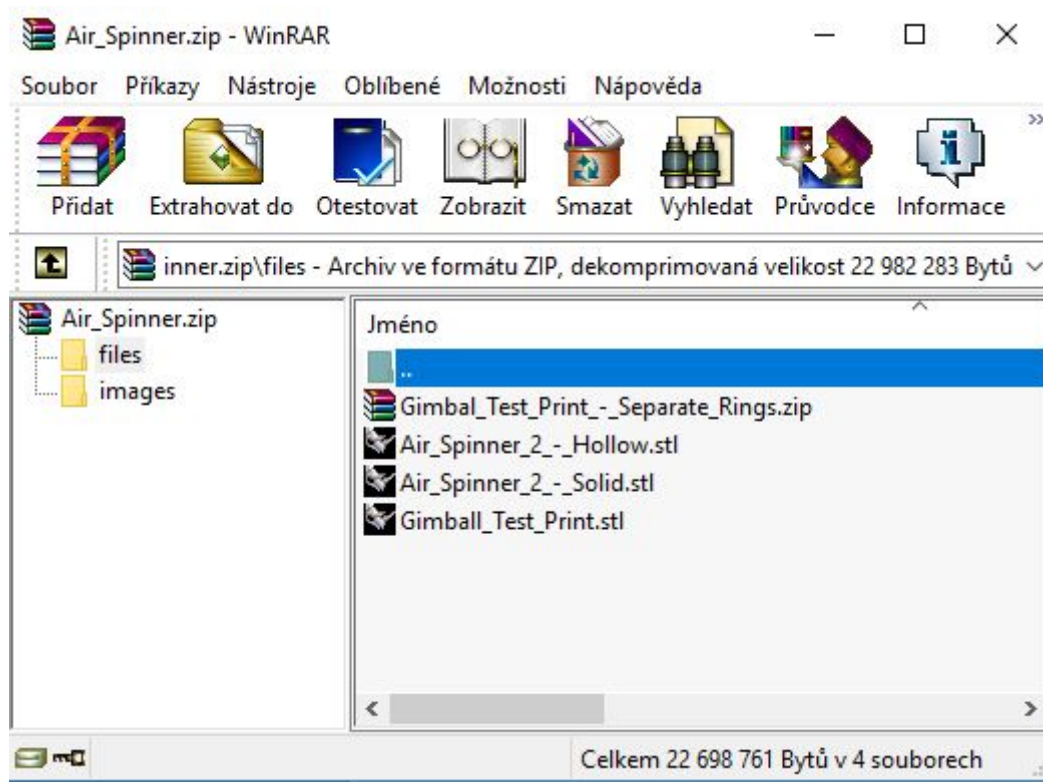 Air_Spinner.zip - WinRAR
Soubor Příkazy Nástroje Oblíbené Možnosti Nápověda
Přidat Extrahovat do Otestovat Zobrazit Smazat Vyhledat Průvodce Informace
inner.zip\files - Archiv ve formátu ZIP, dekomprimovaná velikost 22 982 283 Bytů
Air_Spinner.zip
files
images
Jméno
..
Gimbal_Test_Print_-_Separate_Rings.zip
Air_Spinner_2_-_Hollow.stl
Air_Spinner_2_-_Solid.stl
Gimball_Test_Print.stl
Celkem 22 698 761 Bytů v 4 souborech